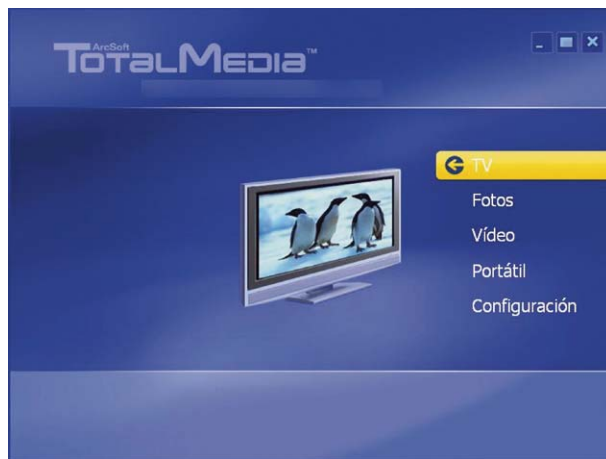 ArcSoft
TOTALMEDIA™
TV
Fotos
Vídeo
Portátil
Configuración